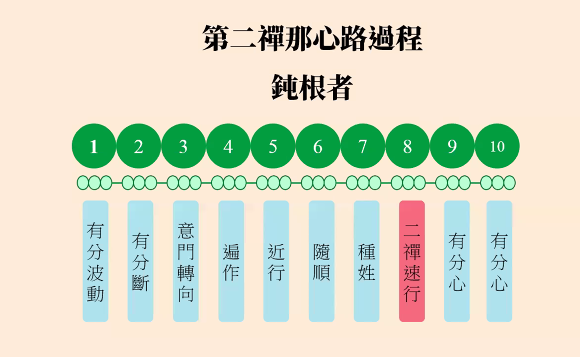 第二禪那心路過程
鈍根者
1 2 3 4 5 6 7 8 9 10
有分波動
有分斷
意門轉向
遍作
近行
隨順
種姓
二禪速行
有分心
有分心